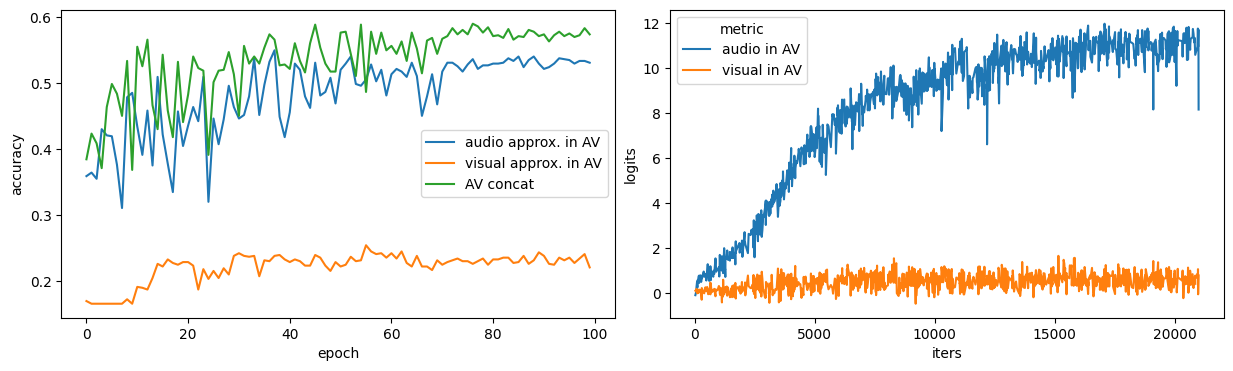 0.6
0.5
0.4
0.3
0.2
accuracy
audio approx. in AV
visual approx. in AV
AV concat
0 20 40 60 80 100
epoch
12
10
8
6
4
2
0
logits
metric
audio in AV
visual in AV
0 5000 10000 15000 20000
iters